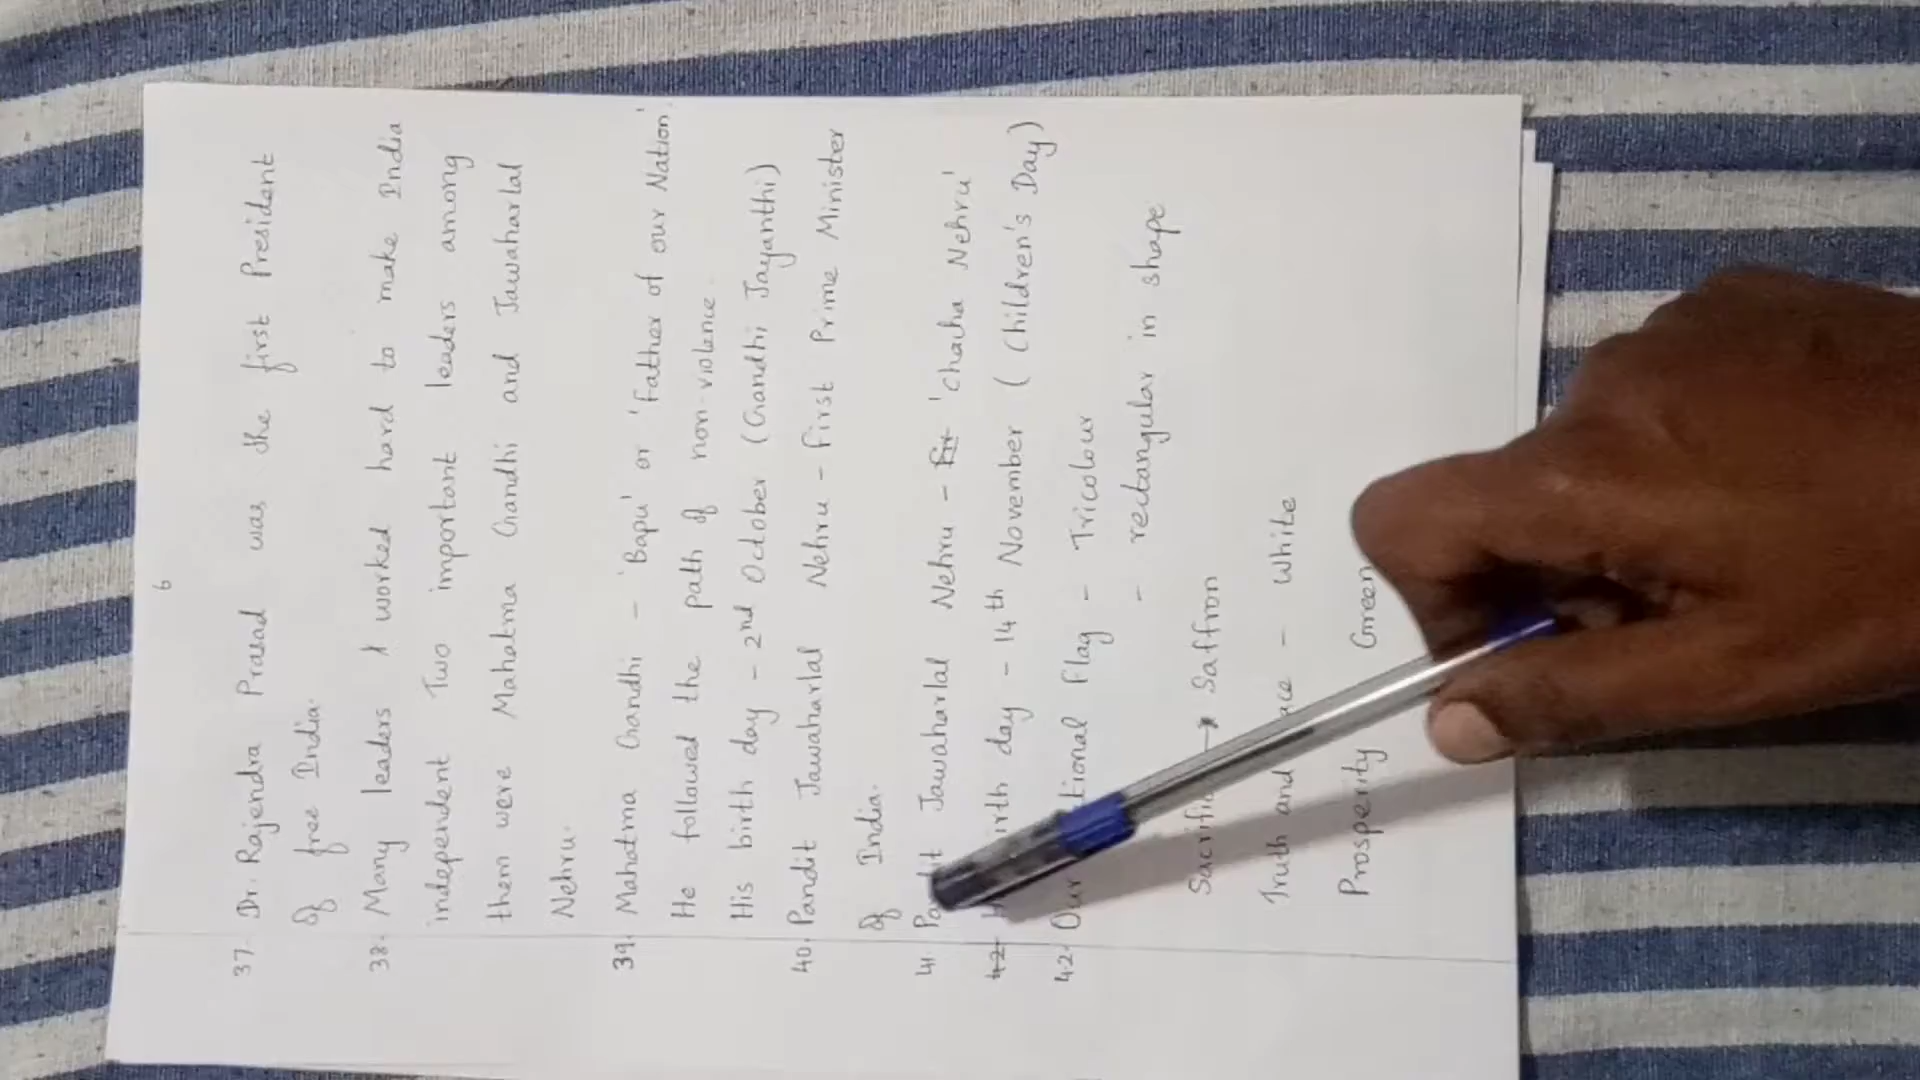 6
37. Dr. Rajendra Prasad was the first President
of free India.
38. Many leaders worked hard to make India
independent Two important leaders among
them were Mahatma Gandhi and Jawaharlal
Nehru.
39. Mahatma Gandhi - 'Bapu' or 'Father of our Nation'.
He followed the path of non-violence.
His birth day - 2nd October (Gandhi Jayanthi)
40. Pandit Jawaharlal Nehru - First Prime Minister
of India.
41. Jawaharlal Nehru - 'Chacha Nehru'
42. day - 14th November (Children's Day)
42. Our Flag - Tricolour
- rectangular in shape
→ Saffron
Truth and - White
Prosperity Green